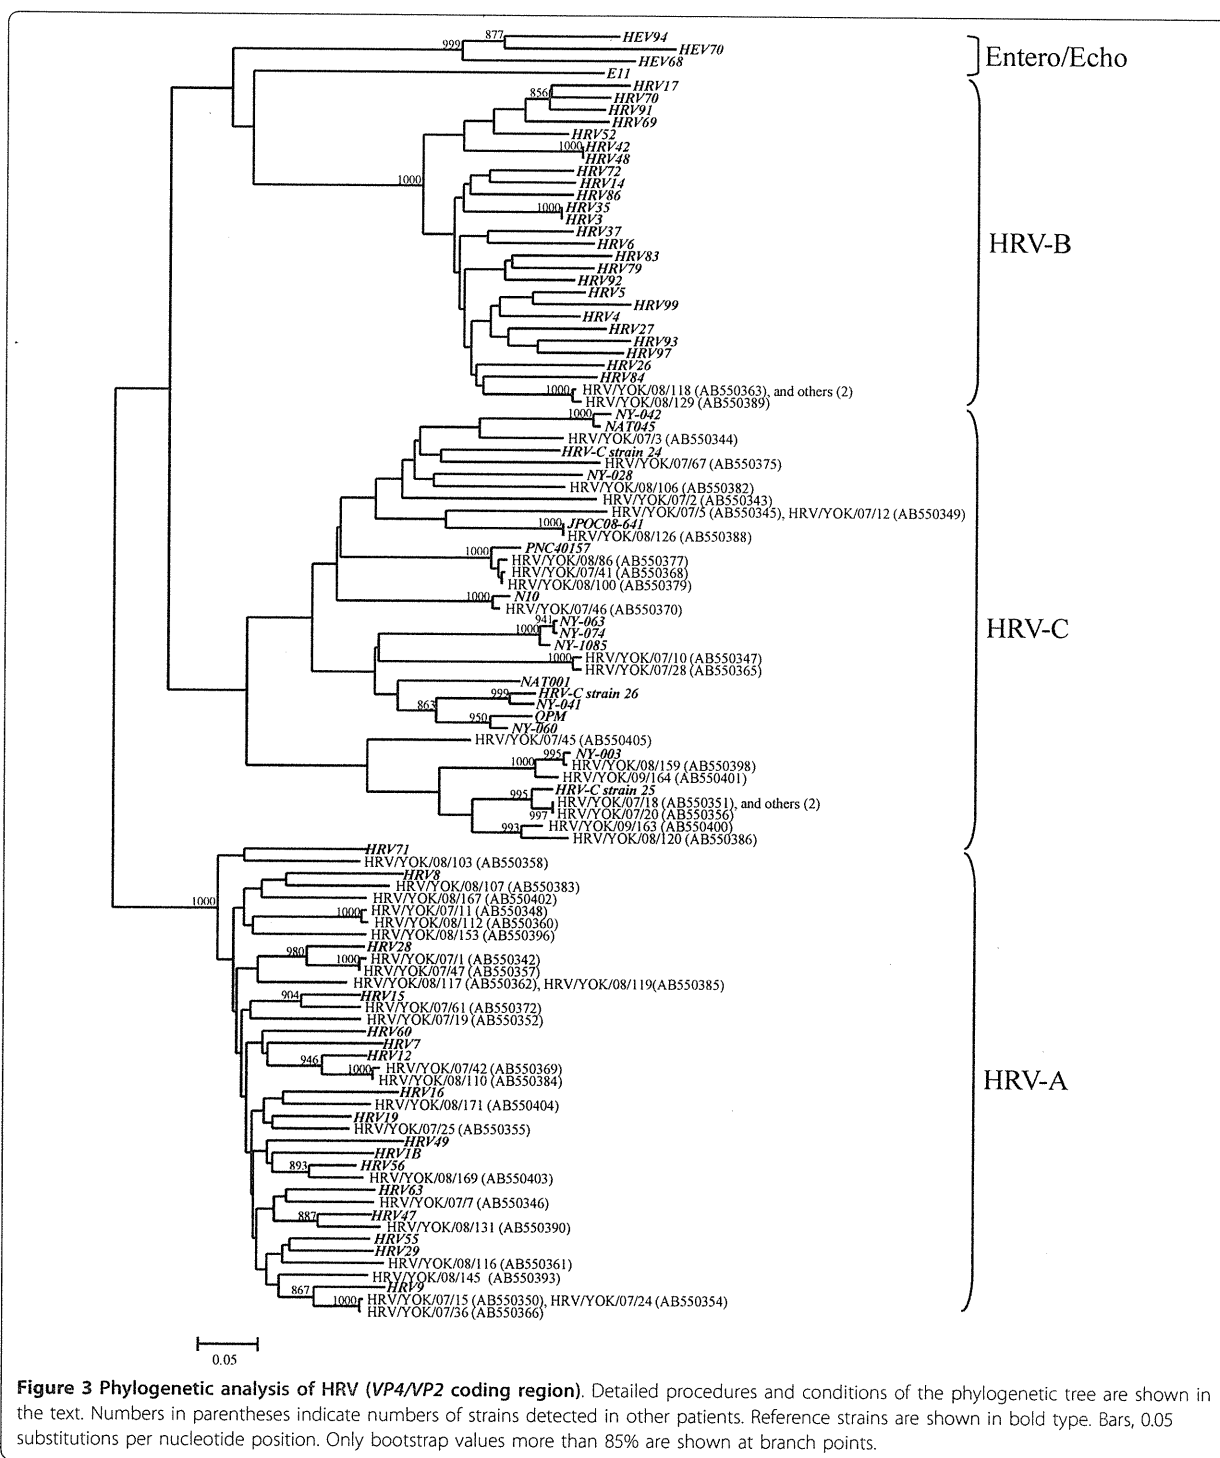 877
HEV94
999
HEV70
HEV68
E11
Entero/Echo
HRV17
856
HRV70
HRV91
HRV69
HRV52
1000
HRV42
HRV48
HRV72
1000
HRV14
HRV86
1000
HRV35
HRV3
HRV37
HRV6
HRV-B
HRV83
HRV79
HRV92
HRV5
HRV99
HRV4
HRV27
HRV93
HRV97
HRV26
HRV84
1000
HRV/YOK/08/118 (AB550363), and others (2)
HRV/YOK/08/129 (AB550389)
1000
NY-042
NAT045
HRV/YOK/07/3 (AB550344)
HRV-C strain 24
HRV/YOK/07/67 (AB550375)
NY-028
HRV/YOK/08/106 (AB550382)
HRV/YOK/07/2 (AB550343)
HRV/YOK/07/5 (AB550345), HRV/YOK/07/12 (AB550349)
1000
JPOC08-641
HRV/YOK/08/126 (AB550388)
1000
PNC40157
HRV/YOK/08/86 (AB550377)
HRV/YOK/07/41 (AB550368)
HRV/YOK/08/100 (AB550379)
1000
N10
HRV/YOK/07/46 (AB550370)
941
NY-063
1000
NY-074
HRV-C
NY-1085
1000
HRV/YOK/07/10 (AB550347)
HRV/YOK/07/28 (AB550365)
NAT001
999
HRV-C strain 26
863
NY-041
950
QPM
NY-060
HRV/YOK/07/45 (AB550405)
995
NY-003
1000
HRV/YOK/08/159 (AB550398)
HRV/YOK/09/164 (AB550401)
HRV-C strain 25
995
HRV/YOK/07/18 (AB550351), and others (2)
997
HRV/YOK/07/20 (AB550356)
993
HRV/YOK/09/163 (AB550400)
HRV/YOK/08/120 (AB550386)
HRV71
HRV/YOK/08/103 (AB550358)
HRV8
HRV/YOK/08/107 (AB550383)
1000
HRV/YOK/08/167 (AB550402)
1000
HRV/YOK/07/11 (AB550348)
HRV/YOK/08/112 (AB550360)
HRV/YOK/08/153 (AB550396)
980
HRV28
1000
HRV/YOK/07/1 (AB550342)
HRV/YOK/07/47 (AB550357)
HRV/YOK/08/117 (AB550362), HRV/YOK/08/119(AB550385)
904
HRV15
HRV/YOK/07/61 (AB550372)
HRV/YOK/07/19 (AB550352)
HRV60
HRV7
946
HRV12
1000
HRV/YOK/07/42 (AB550369)
HRV/YOK/08/110 (AB550384)
HRV-A
HRV16
HRV/YOK/08/171 (AB550404)
HRV19
HRV/YOK/07/25 (AB550355)
HRV49
HRV1B
893
HRV56
HRV/YOK/08/169 (AB550403)
HRV63
HRV/YOK/07/7 (AB550346)
887
HRV47
HRV/YOK/08/131 (AB550390)
HRV55
HRV29
HRV/YOK/08/116 (AB550361)
HRV/YOK/08/145 (AB550393)
867
HRV9
1000
HRV/YOK/07/15 (AB550350), HRV/YOK/07/24 (AB550354)
HRV/YOK/07/36 (AB550366)
0.05
Figure 3 Phylogenetic analysis of HRV (VP4/VP2 coding region). Detailed procedures and conditions of the phylogenetic tree are shown in
the text. Numbers in parentheses indicate numbers of strains detected in other patients. Reference strains are shown in bold type. Bars, 0.05
substitutions per nucleotide position. Only bootstrap values more than 85% are shown at branch points.